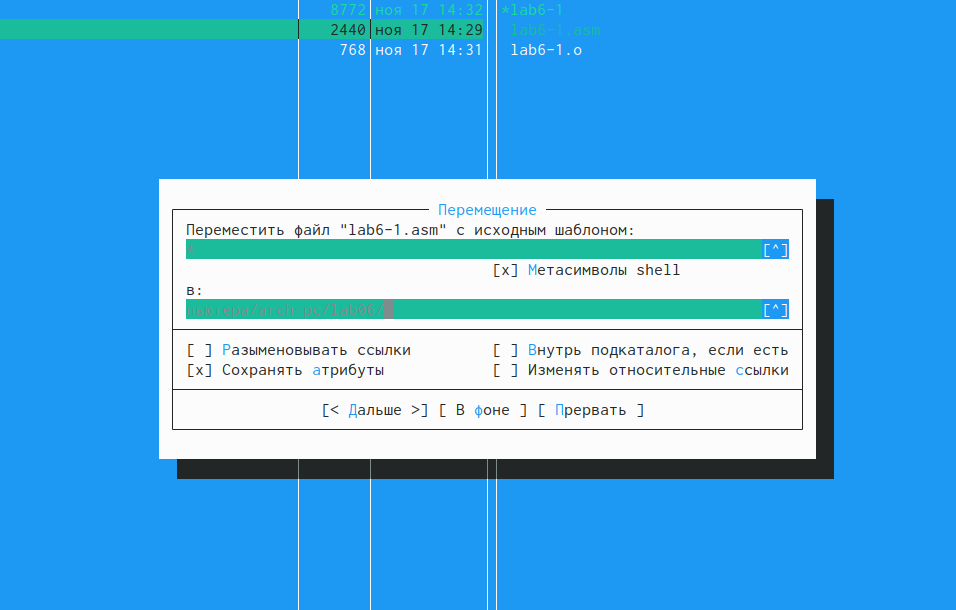 8772 ноя 17 14:32 *lab6-1
2440 ноя 17 14:29 lab6-1.asm
768 ноя 17 14:31 lab6-1.o
Перемещение
Переместить файл "lab6-1.asm" с исходным шаблоном:
[^]
[x] Метасимволы shell
в:
пьютера/arch-pc/lab06/ [^]
[ ] Разыменовывать ссылки [ ] Внутрь подкаталога, если есть
[x] Сохранять атрибуты [ ] Изменять относительные ссылки
[< Дальше >] [ В фоне ] [ Прервать ]